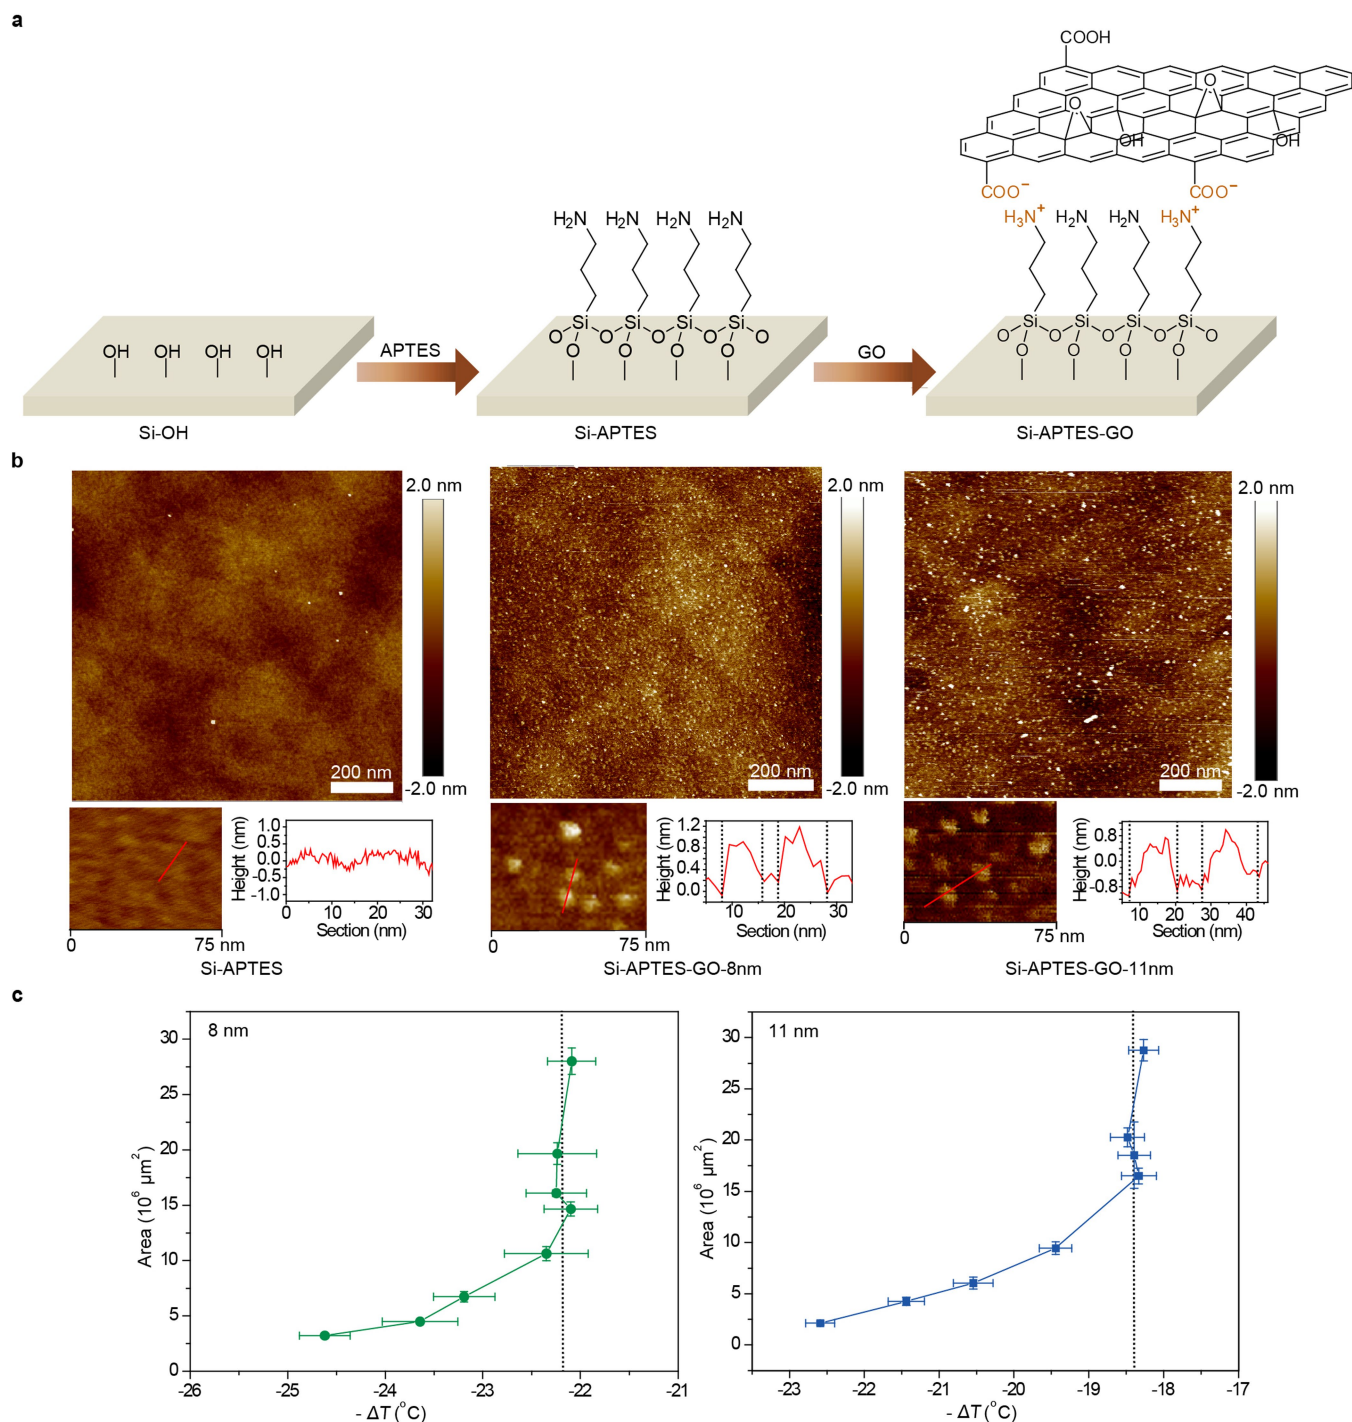 a
COOH
O
O
OH
OH
COO⁻
COO⁻
H₂N H₂N H₂N H₂N
H₃N⁺ H₂N H₂N H₃N⁺
Si Si Si Si
O O O O O
O O O O
Si Si Si Si
O O O O O
O O O O
OH OH OH OH
APTES
GO
Si-OH
Si-APTES
Si-APTES-GO
b
2.0 nm
200 nm
-2.0 nm
2.0 nm
200 nm
-2.0 nm
2.0 nm
200 nm
-2.0 nm
0 75 nm
Height (nm)
1.0
0.5
0.0
-0.5
-1.0
0 10 20 30
Section (nm)
Si-APTES
0 75 nm
Height (nm)
1.2
0.8
0.4
0.0
10 20 30
Section (nm)
Si-APTES-GO-8nm
0 75 nm
Height (nm)
0.8
0.0
-0.8
10 20 30 40
Section (nm)
Si-APTES-GO-11nm
c
8 nm
Area (10⁶ µm²)
30
25
20
15
10
5
0
-26 -25 -24 -23 -22 -21
- ΔT (°C)
11 nm
Area (10⁶ µm²)
30
25
20
15
10
5
0
-23 -22 -21 -20 -19 -18 -17
- ΔT (°C)